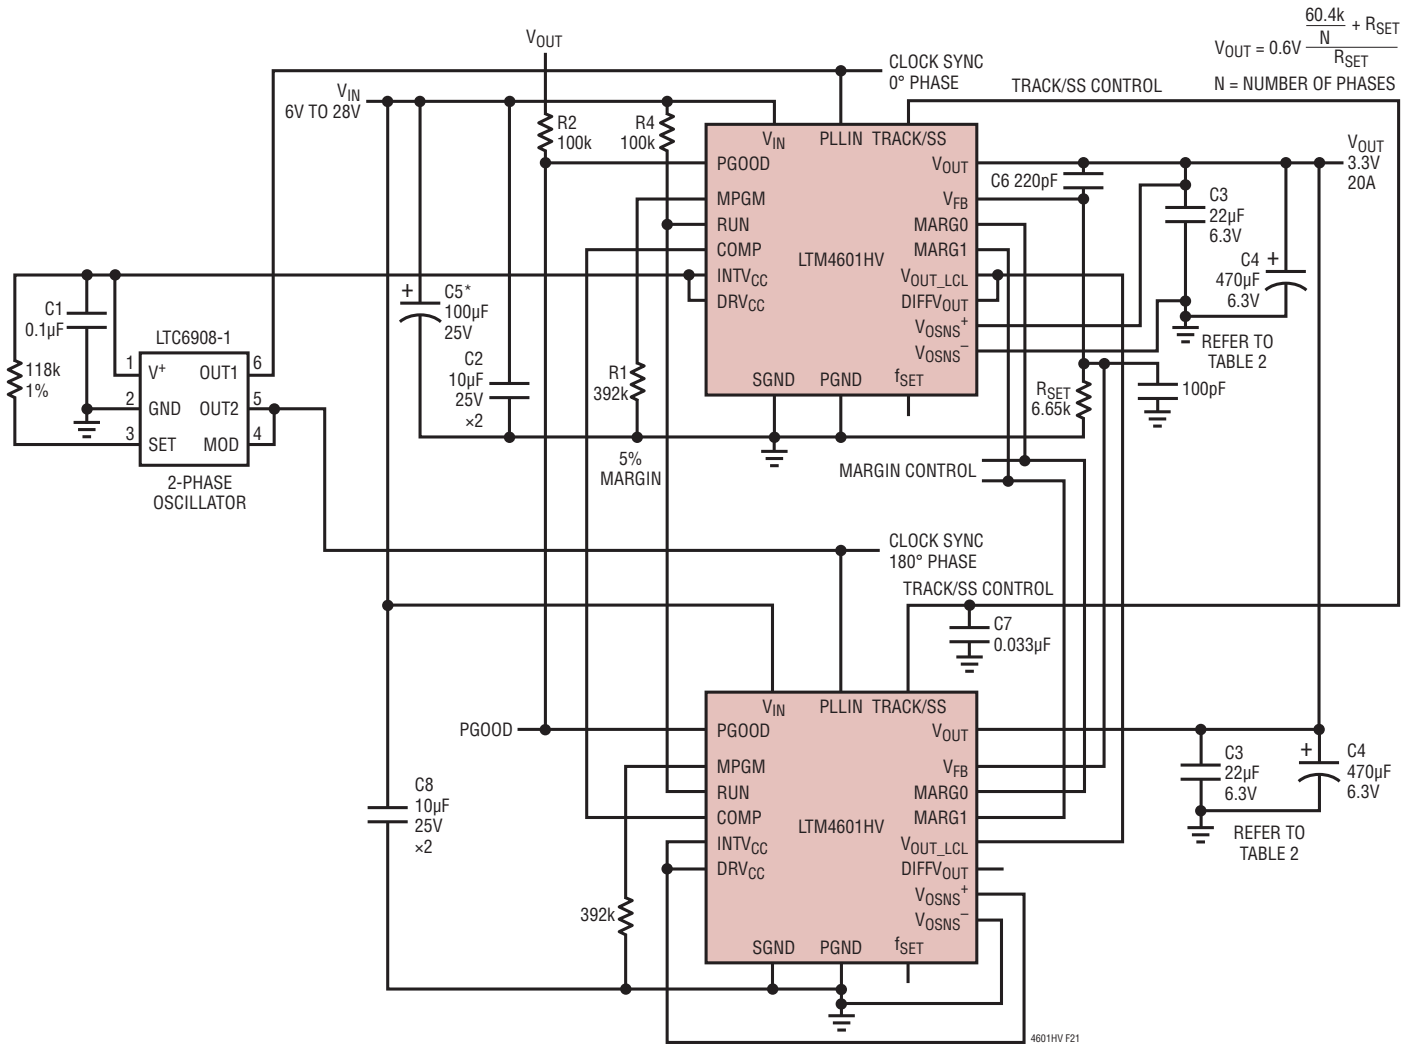 60.4k
N
+ RSET
VOUT = 0.6V
RSET
N = NUMBER OF PHASES
VOUT
CLOCK SYNC
0° PHASE
TRACK/SS CONTROL
VIN
6V TO 28V
R2
100k
R4
100k
VIN
PLLIN
TRACK/SS
PGOOD
MPGM
RUN
COMP
INTVCC
DRVCC
LTM4601HV
VOUT
VFB
MARG0
MARG1
VOUT_LCL
DIFFVOUT
VOSNS+
VOSNS–
SGND
PGND
fSET
C6 220pF
VOUT
3.3V
20A
C3
22µF
6.3V
C4
470µF
6.3V
+
REFER TO
TABLE 2
C1
0.1µF
118k
1%
LTC6908-1
1
V+
OUT1
6
2
GND
OUT2
5
3
SET
MOD
4
2-PHASE
OSCILLATOR
+
C5*
100µF
25V
C2
10µF
25V
×2
R1
392k
5%
MARGIN
RSET
6.65k
100pF
MARGIN CONTROL
CLOCK SYNC
180° PHASE
TRACK/SS CONTROL
C7
0.033µF
PGOOD
VIN
PLLIN
TRACK/SS
PGOOD
MPGM
RUN
COMP
INTVCC
DRVCC
LTM4601HV
VOUT
VFB
MARG0
MARG1
VOUT_LCL
DIFFVOUT
VOSNS+
VOSNS–
SGND
PGND
fSET
C8
10µF
25V
×2
392k
C3
22µF
6.3V
+
C4
470µF
6.3V
REFER TO
TABLE 2
4601HV F21